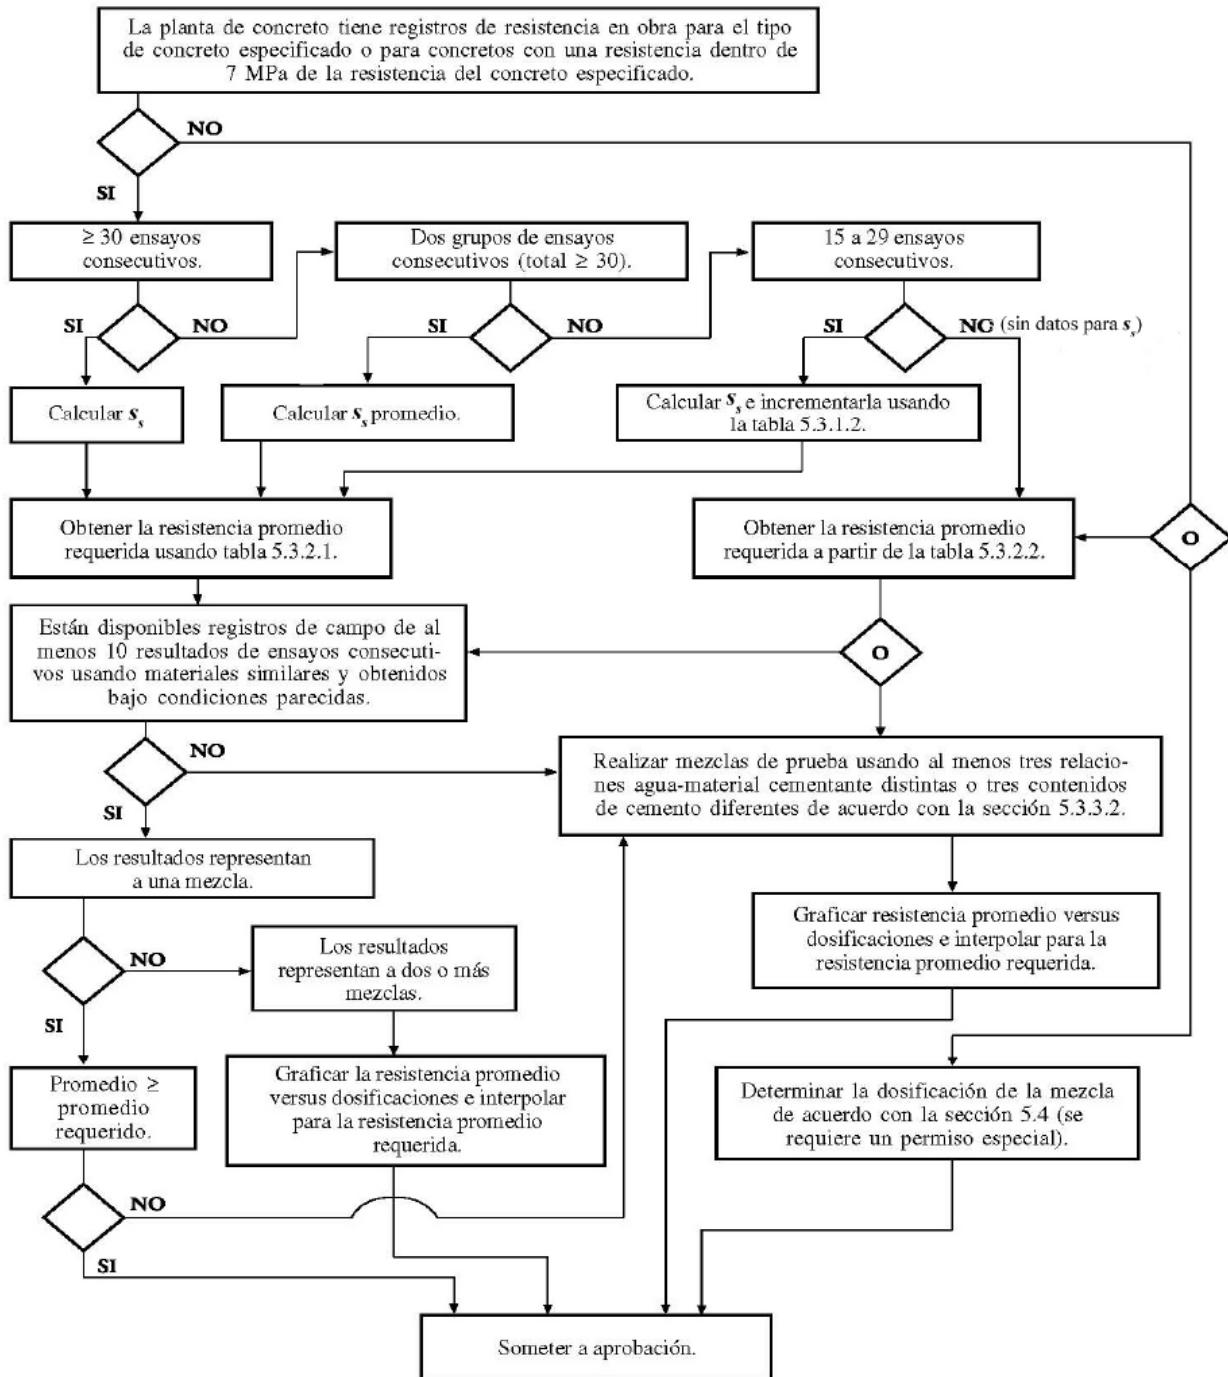 La planta de concreto tiene registros de resistencia en obra para el tipo
de concreto especificado o para concretos con una resistencia dentro de
7 MPa de la resistencia del concreto especificado.
NO
SI
≥ 30 ensayos
consecutivos.
Dos grupos de ensayos
consecutivos (total ≥ 30).
15 a 29 ensayos
consecutivos.
SI
NO
SI
NO
SI
NO (sin datos para sₛ)
Calcular sₛ
Calcular sₛ promedio.
Calcular sₛ e incrementarla usando
la tabla 5.3.1.2.
Obtener la resistencia promedio
requerida usando tabla 5.3.2.1.
Obtener la resistencia promedio
requerida a partir de la tabla 5.3.2.2.
O
Están disponibles registros de campo de al
menos 10 resultados de ensayos consecuti-
vos usando materiales similares y obtenidos
bajo condiciones parecidas.
O
NO
SI
Realizar mezclas de prueba usando al menos tres relacio-
nes agua-material cementante distintas o tres contenidos
de cemento diferentes de acuerdo con la sección 5.3.3.2.
Los resultados representan
a una mezcla.
NO
SI
Los resultados
representan a dos o más
mezclas.
Graficar resistencia promedio versus
dosificaciones e interpolar para la
resistencia promedio requerida.
Promedio ≥
promedio
requerido.
Graficar la resistencia promedio
versus dosificaciones e interpolar
para la resistencia promedio
requerida.
Determinar la dosificación de la mezcla
de acuerdo con la sección 5.4 (se
requiere un permiso especial).
NO
SI
Someter a aprobación.